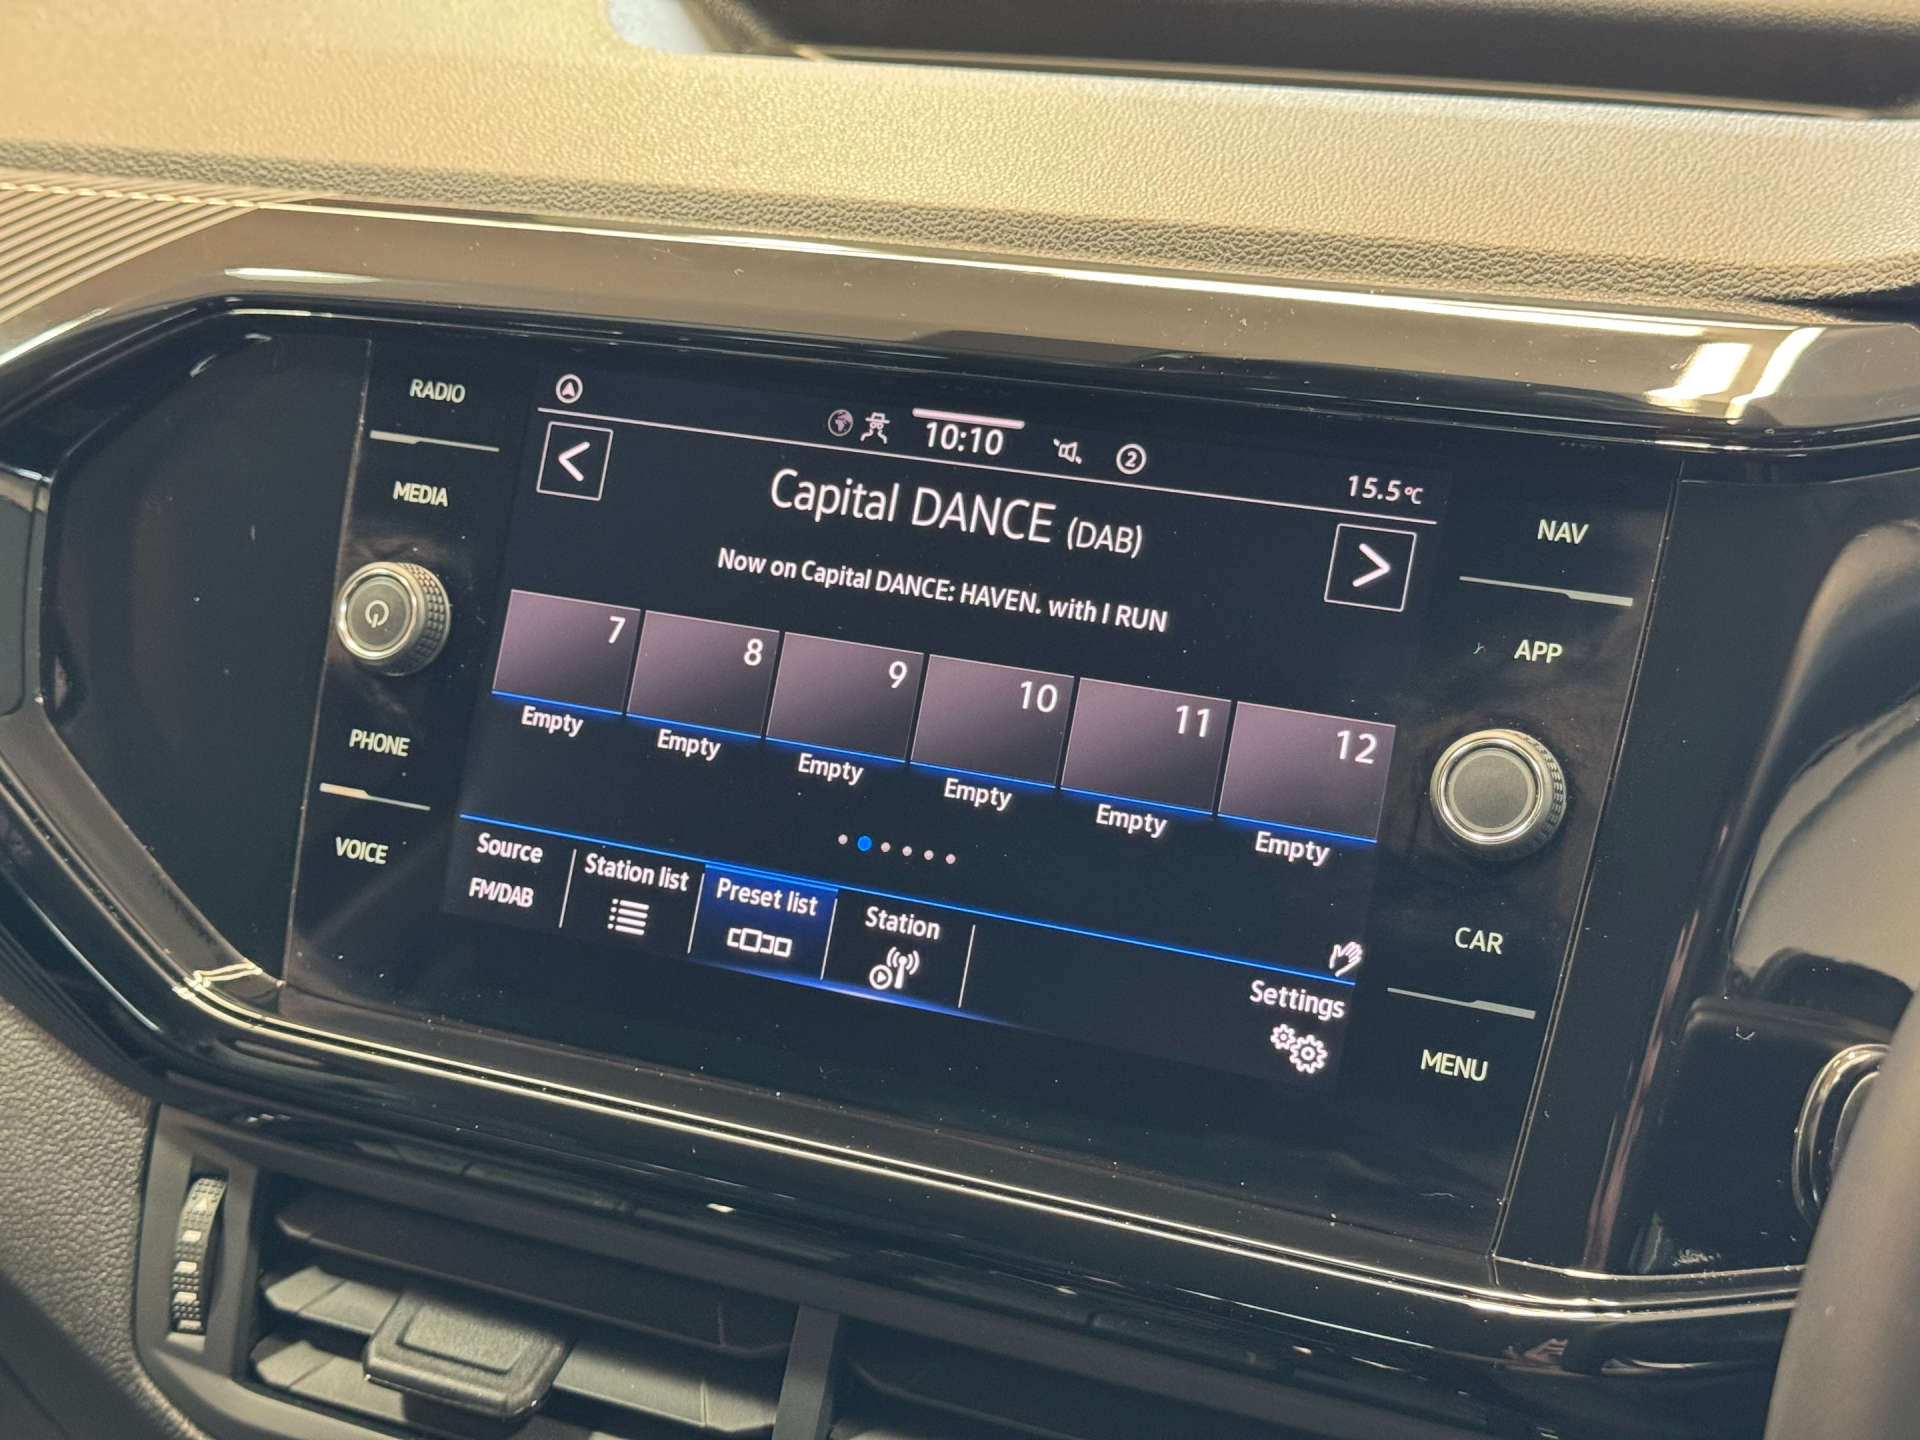 RADIO
MEDIA
PHONE
VOICE
10:10
2
15.5°C
Capital DANCE (DAB)
Now on Capital DANCE: HAVEN. with I RUN
7 8 9 10 11 12
Empty Empty Empty Empty Empty Empty
Source Station list Preset list Station
FM/DAB
Settings
NAV
APP
CAR
MENU